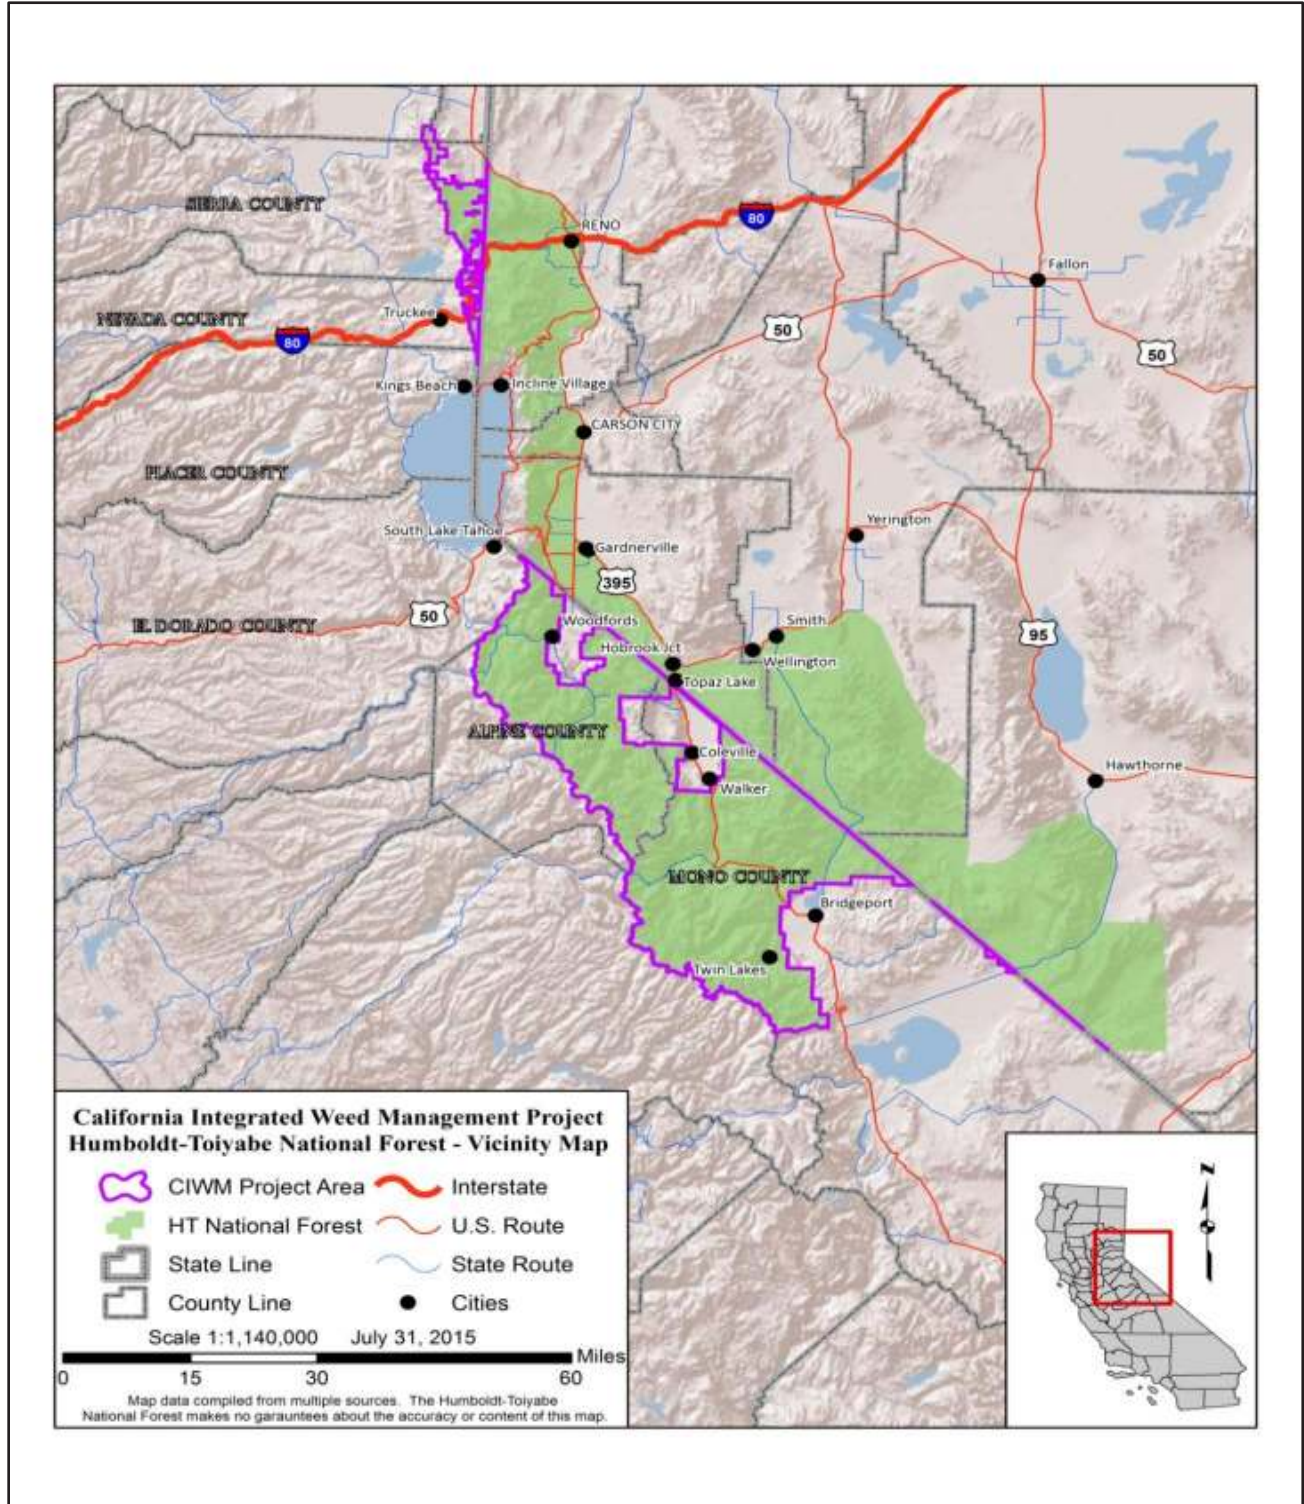 SIERRA COUNTY
RENO
80
Fallon
NEVADA COUNTY
Truckee
80
50
50
Kings Beach
Incline Village
CARSON CITY
PLACER COUNTY
Yerington
South Lake Tahoe
Gardnerville
395
50
EL DORADO COUNTY
Woodfords
Smith
95
Hobrook Jct
Wellington
Topaz Lake
ALPINE COUNTY
Coleville
Hawthorne
Walker
MONO COUNTY
Bridgeport
Twin Lakes
California Integrated Weed Management Project
Humboldt-Toiyabe National Forest - Vicinity Map
CIWM Project Area
Interstate
HT National Forest
U.S. Route
State Line
State Route
County Line
Cities
Scale 1:1,140,000 July 31, 2015
Miles
0 15 30 60
Map data compiled from multiple sources. The Humboldt-Toiyabe
National Forest makes no garauntees about the accuracy or content of this map.
N